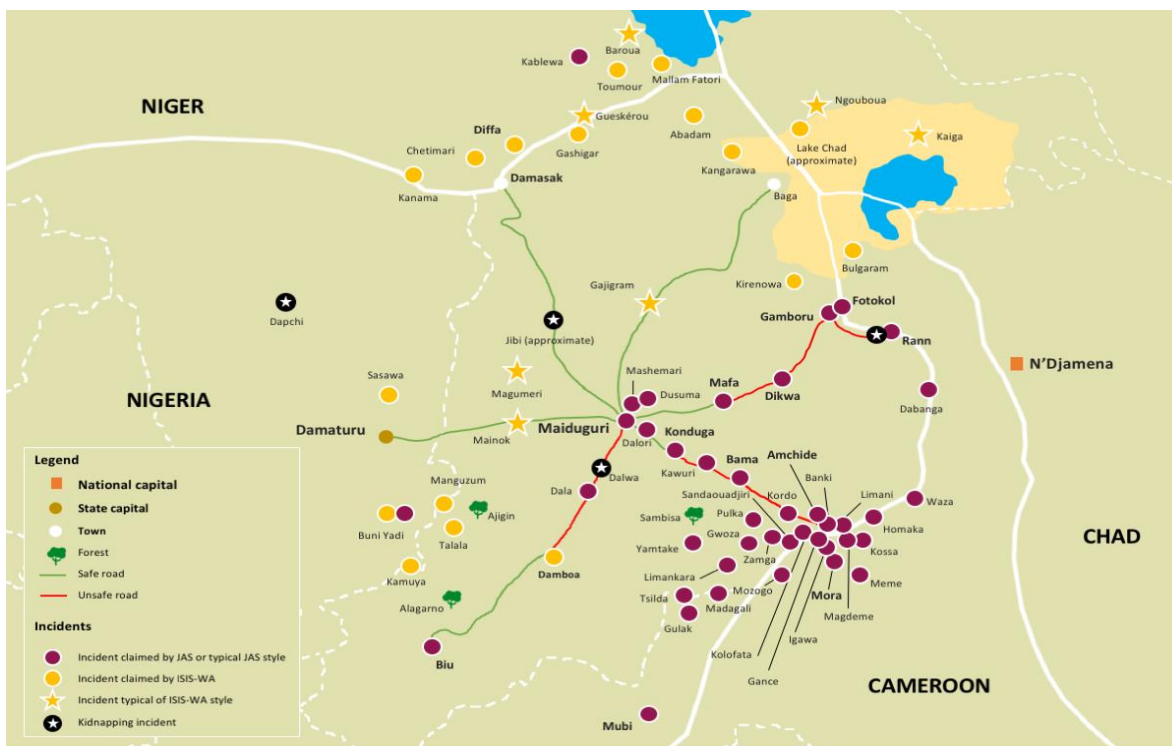 Baroua
Kablewa
Toumour
Mallam Fatori
NIGER
Ngouboua
Gueskérou
Abadam
Kaiga
Diffa
Gashigar
Lake Chad
(approximate)
Chetimari
Kangarawa
Damasak
Baga
Kanama
Bulgaram
Kirenowa
Gajigram
Fotokol
Gamboru
Dapchi
Jibi (approximate)
Rann
N'Djamena
Sasawa
Mashemari
Magumeri
Dusuma
Mafa
Dikwa
NIGERIA
Dabanga
Damaturu
Mainok
Maiduguri
Dalori
Konduga
Amchide
Kawuri
Bama
Banki
Dalwa
Sandaouadjiri
Limani
Dala
Kordo
Manguzum
Waza
Pulka
Sambisa
Ajigin
Homaka
Buni Yadi
Talala
Gwoza
CHAD
Yamtake
Zamga
Kossa
Kamuya
Damboa
Limankara
Meme
Mozogo
Mora
Alagarno
Tsilda
Madagali
Magdeme
Gulak
Igawa
Kolofata
Biu
Gance
CAMEROON
Mubi
Legend
National capital
State capital
Town
Forest
Safe road
Unsafe road
Incidents
Incident claimed by JAS or typical JAS style
Incident claimed by ISIS-WA
Incident typical of ISIS-WA style
Kidnapping incident